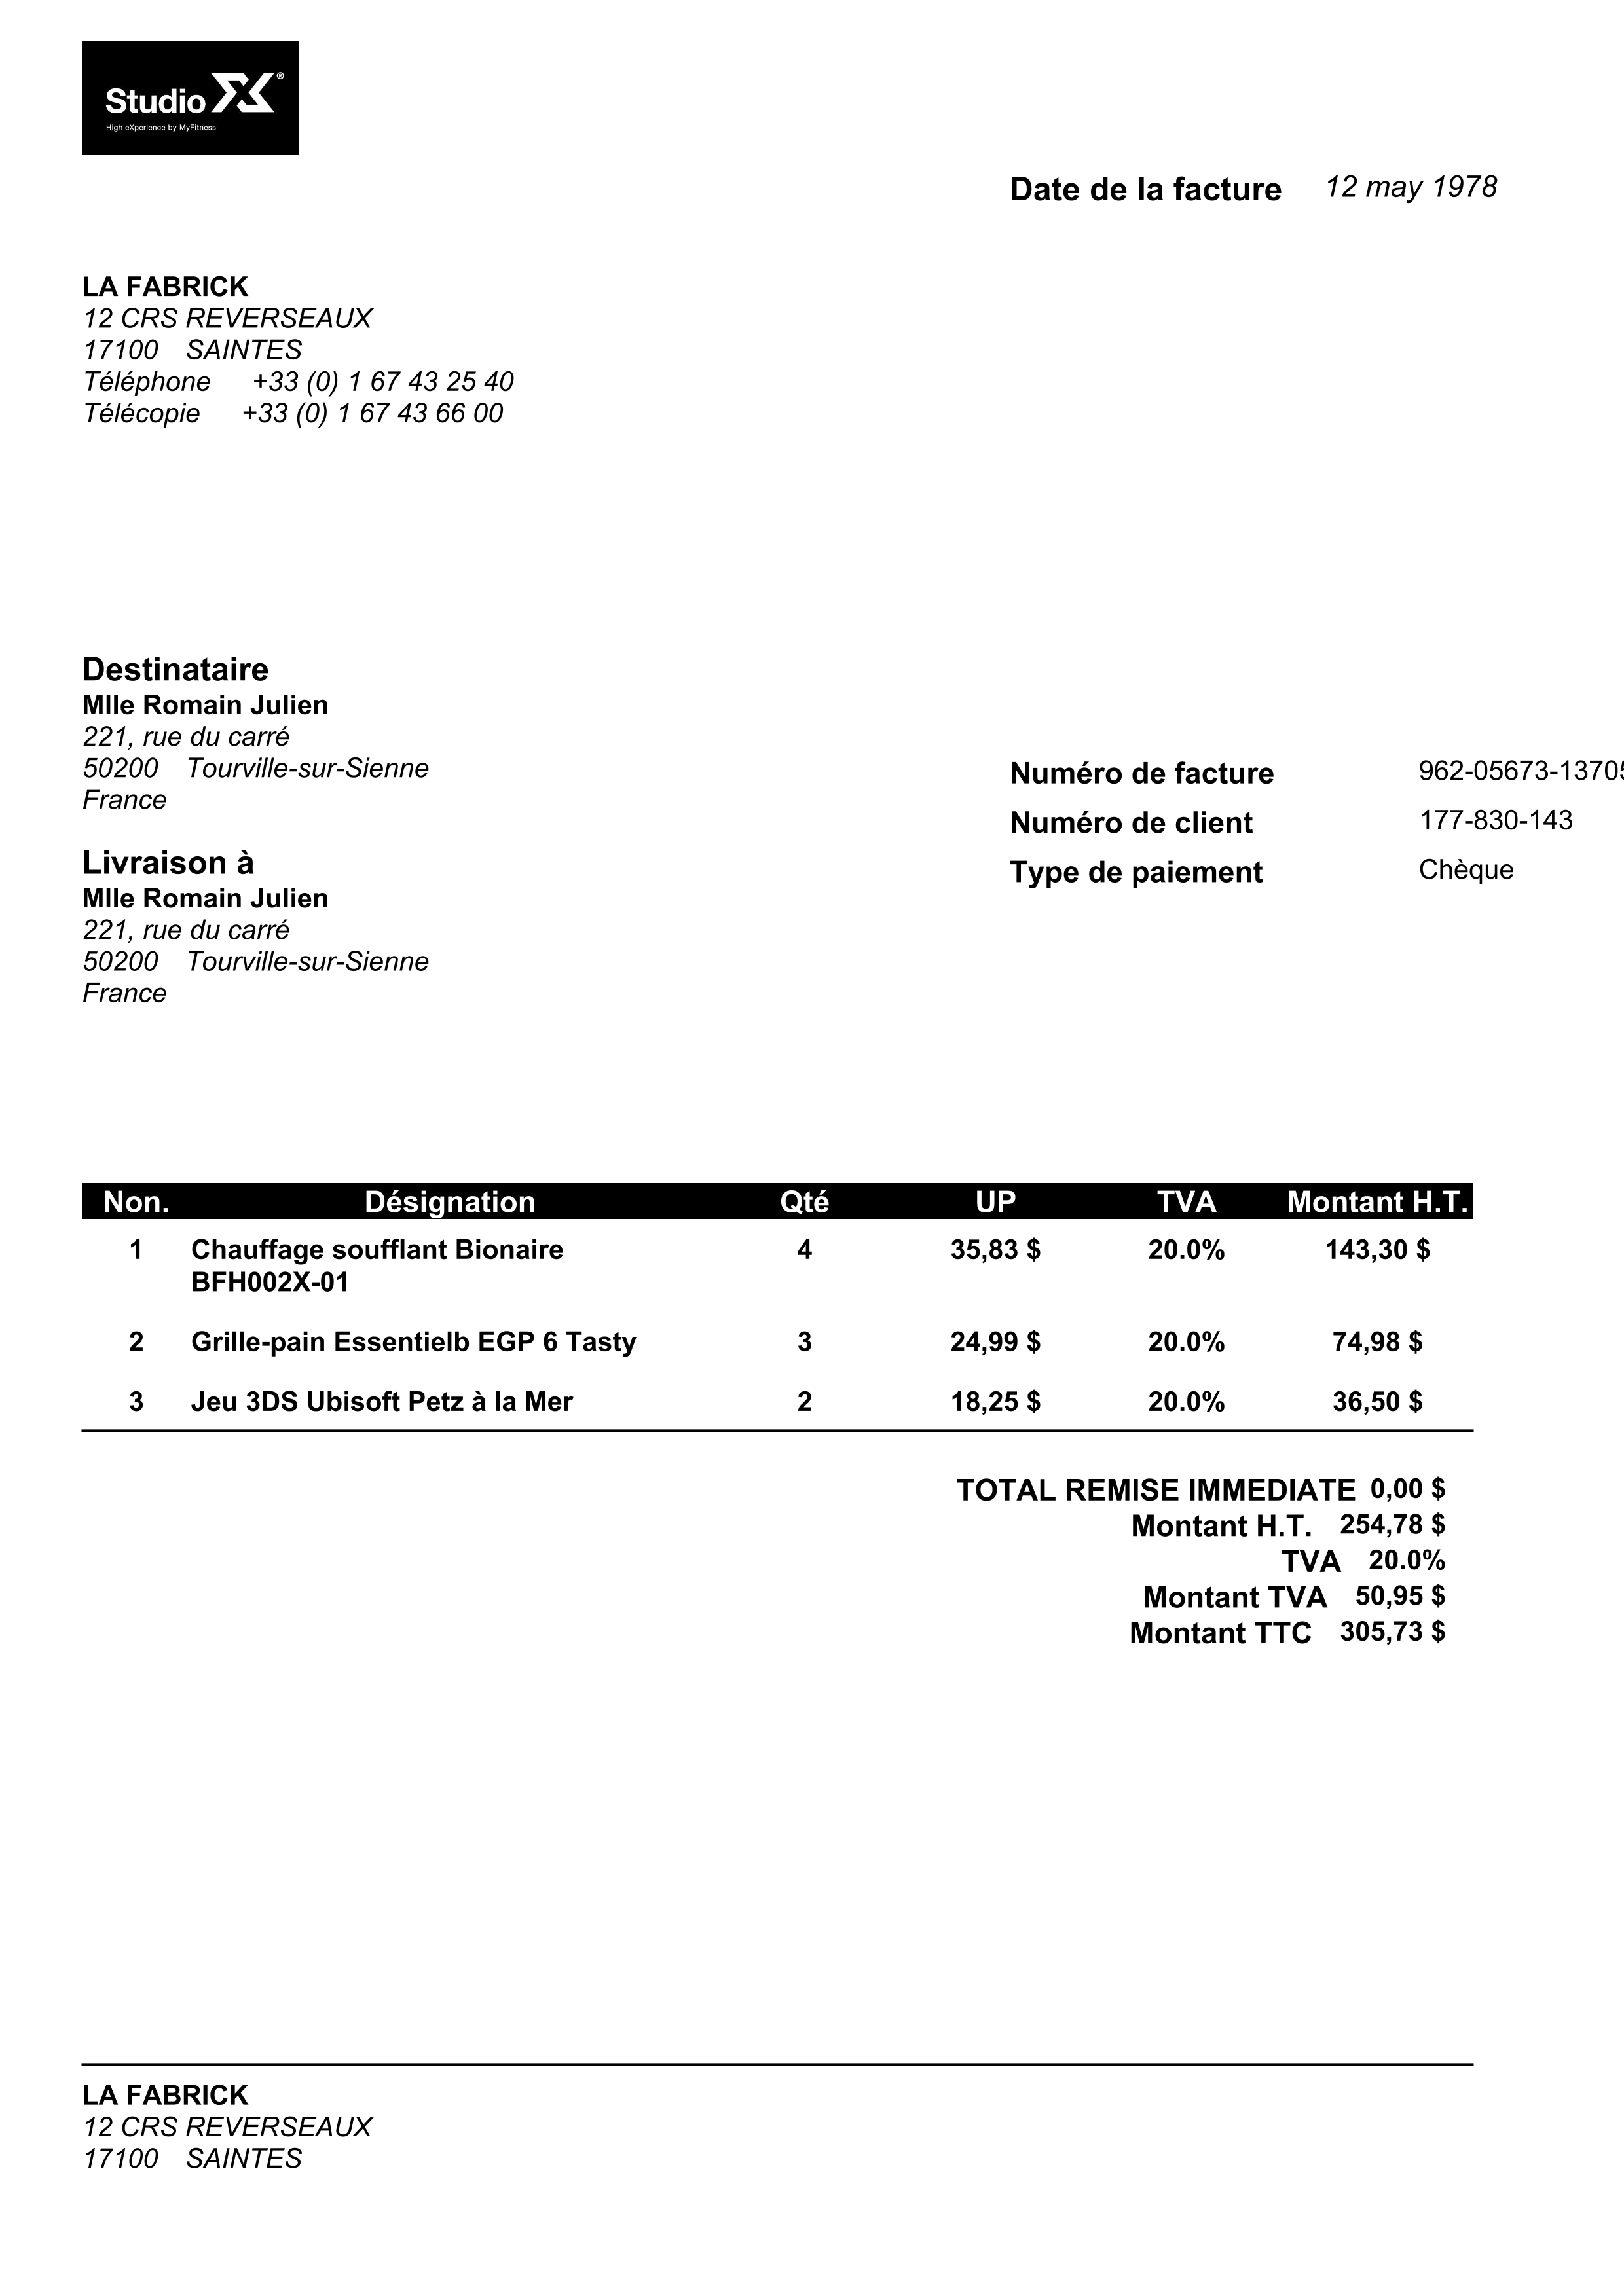 Studio X®
High eXperience by MyFitness
Date de la facture 12 may 1978
LA FABRICK
12 CRS REVERSEAUX
17100 SAINTES
Téléphone +33 (0) 1 67 43 25 40
Télécopie +33 (0) 1 67 43 66 00
Destinataire
Mlle Romain Julien
221, rue du carré
50200 Tourville-sur-Sienne
France
Numéro de facture 962-05673-13705
Numéro de client 177-830-143
Type de paiement Chèque
Livraison à
Mlle Romain Julien
221, rue du carré
50200 Tourville-sur-Sienne
France
Non. Désignation Qté UP TVA Montant H.T.
1 Chauffage soufflant Bionaire 4 35,83 $ 20.0% 143,30 $
BFH002X-01
2 Grille-pain Essentielb EGP 6 Tasty 3 24,99 $ 20.0% 74,98 $
3 Jeu 3DS Ubisoft Petz à la Mer 2 18,25 $ 20.0% 36,50 $
TOTAL REMISE IMMEDIATE 0,00 $
Montant H.T. 254,78 $
TVA 20.0%
Montant TVA 50,95 $
Montant TTC 305,73 $
LA FABRICK
12 CRS REVERSEAUX
17100 SAINTES